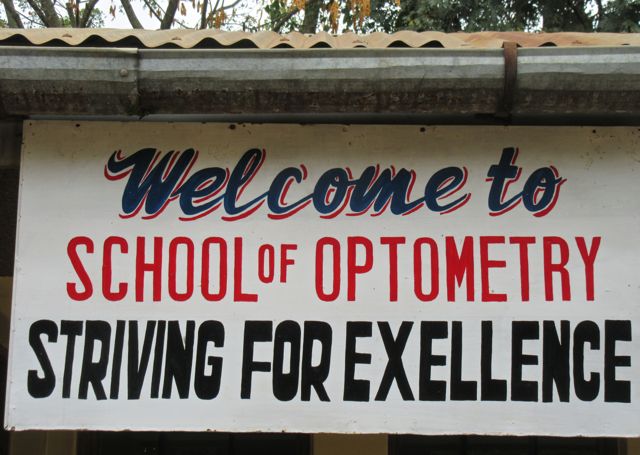 Welcome to
SCHOOL OF OPTOMETRY
STRIVING FOR EXELLENCE